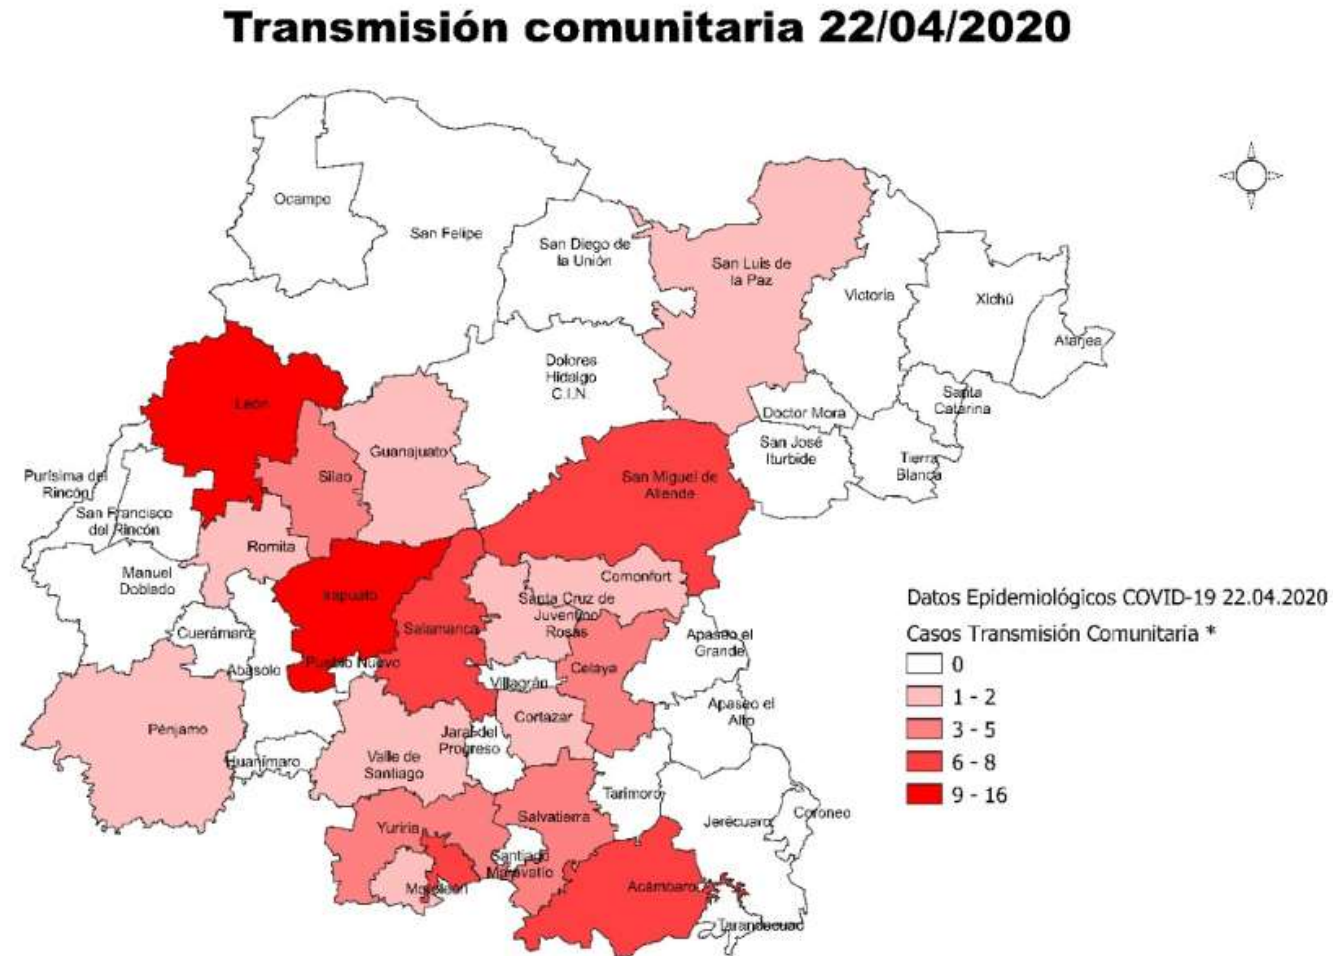 Transmisión comunitaria 22/04/2020
Ocampo
San Felipe
San Diego de
la Unión
San Luis de
la Paz
Victoria
Xichú
Atarjea
Dolores
Hidalgo
C.I.N.
León
Santa
Catarina
Doctor Mora
Guanajuato
San José
Iturbide
Tierra
Blanca
Purísima del
Rincón
Silao
San Miguel de
Allende
San Francisco
del Rincón
Romita
Manuel
Doblado
Irapuato
Comonfort
Santa Cruz de
Juventino
Rosas
Salamanca
Cuerámaro
Apaseo el
Grande
Abasolo
Pueblo Nuevo
Celaya
Villagrán
Pénjamo
Cortazar
Apaseo el
Alto
Jaral del
Progreso
Huanímaro
Valle de
Santiago
Tarimoro
Yuriria
Salvatierra
Jerécuaro
Coroneo
Santiago
Maravatío
Moroleón
Acámbaro
Tarandacuao
Datos Epidemiológicos COVID-19 22.04.2020
Casos Transmisión Comunitaria *
0
1 - 2
3 - 5
6 - 8
9 - 16